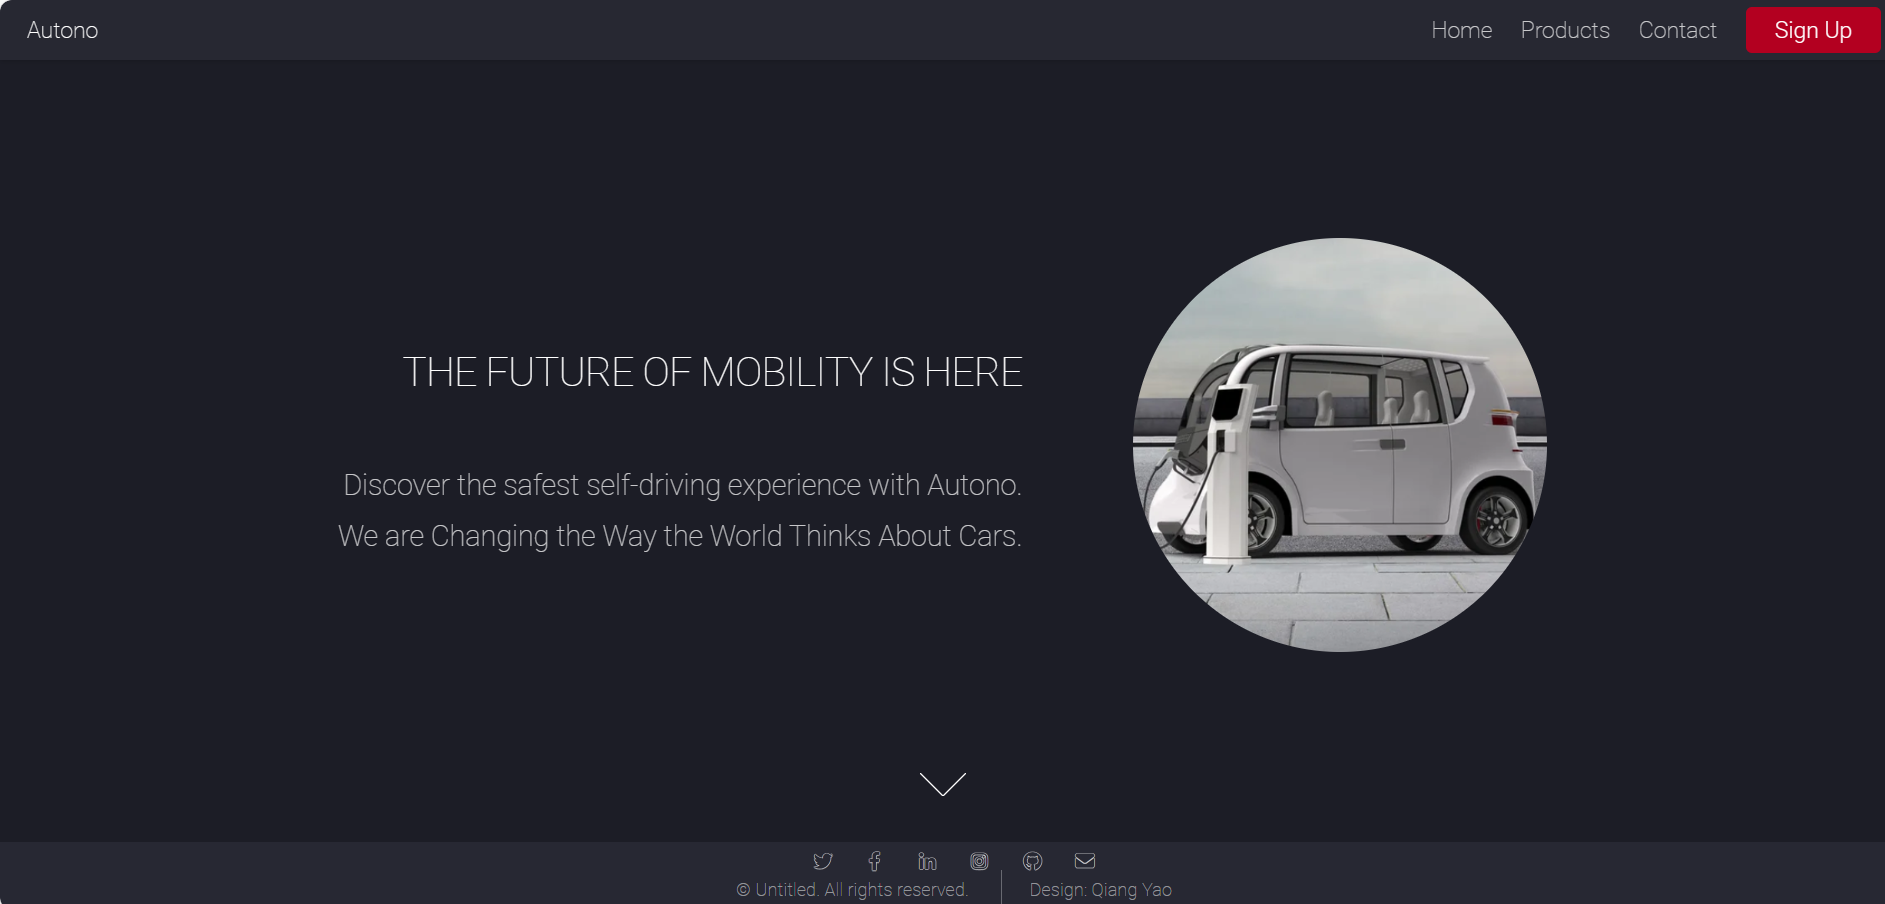 Autono
Home Products Contact Sign Up
THE FUTURE OF MOBILITY IS HERE
Discover the safest self-driving experience with Autono.
We are Changing the Way the World Thinks About Cars.
© Untitled. All rights reserved. Design: Qiang Yao